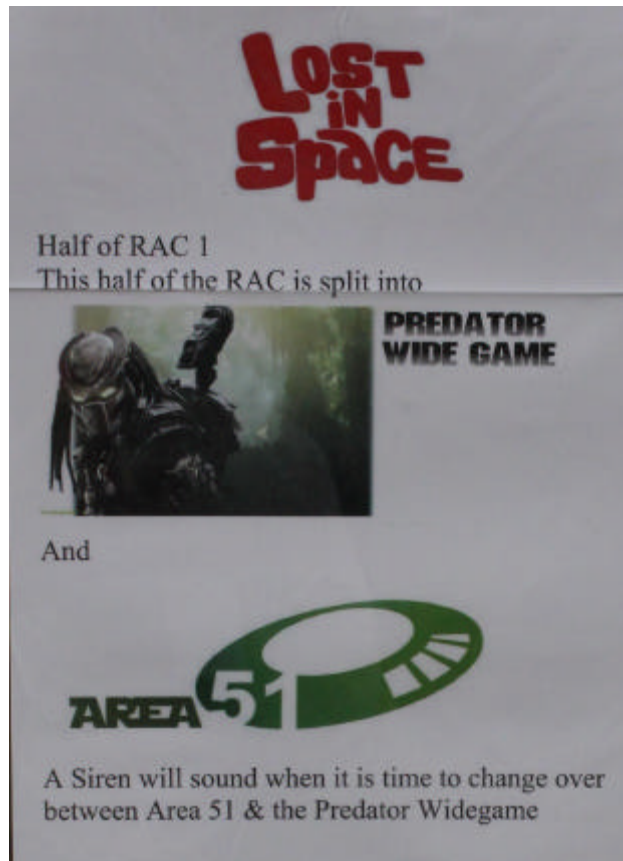 LOST
iN
SpaCE
Half of RAC 1
This half of the RAC is split into
PREDATOR
WIDE GAME
And
AREA 51
A Siren will sound when it is time to change over
between Area 51 & the Predator Widegame